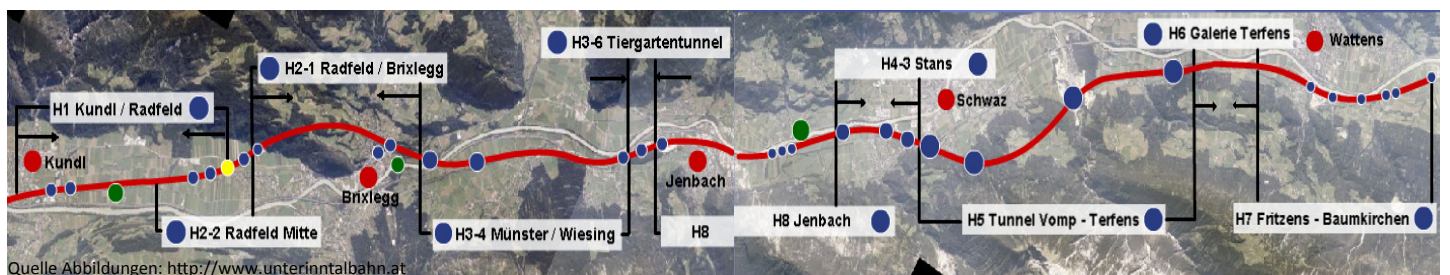 H3-6 Tiergartentunnel
H6 Galerie Terfens
Wattens
H2-1 Radfeld / Brixlegg
H4-3 Stans
H1 Kundl / Radfeld
Schwaz
Kundl
Brixlegg
Jenbach
H2-2 Radfeld Mitte
H3-4 Münster / Wiesing
H8
H8 Jenbach
H5 Tunnel Vomp - Terfens
H7 Fritzens - Baumkirchen
Quelle Abbildungen: http://www.unterinntalbahn.at